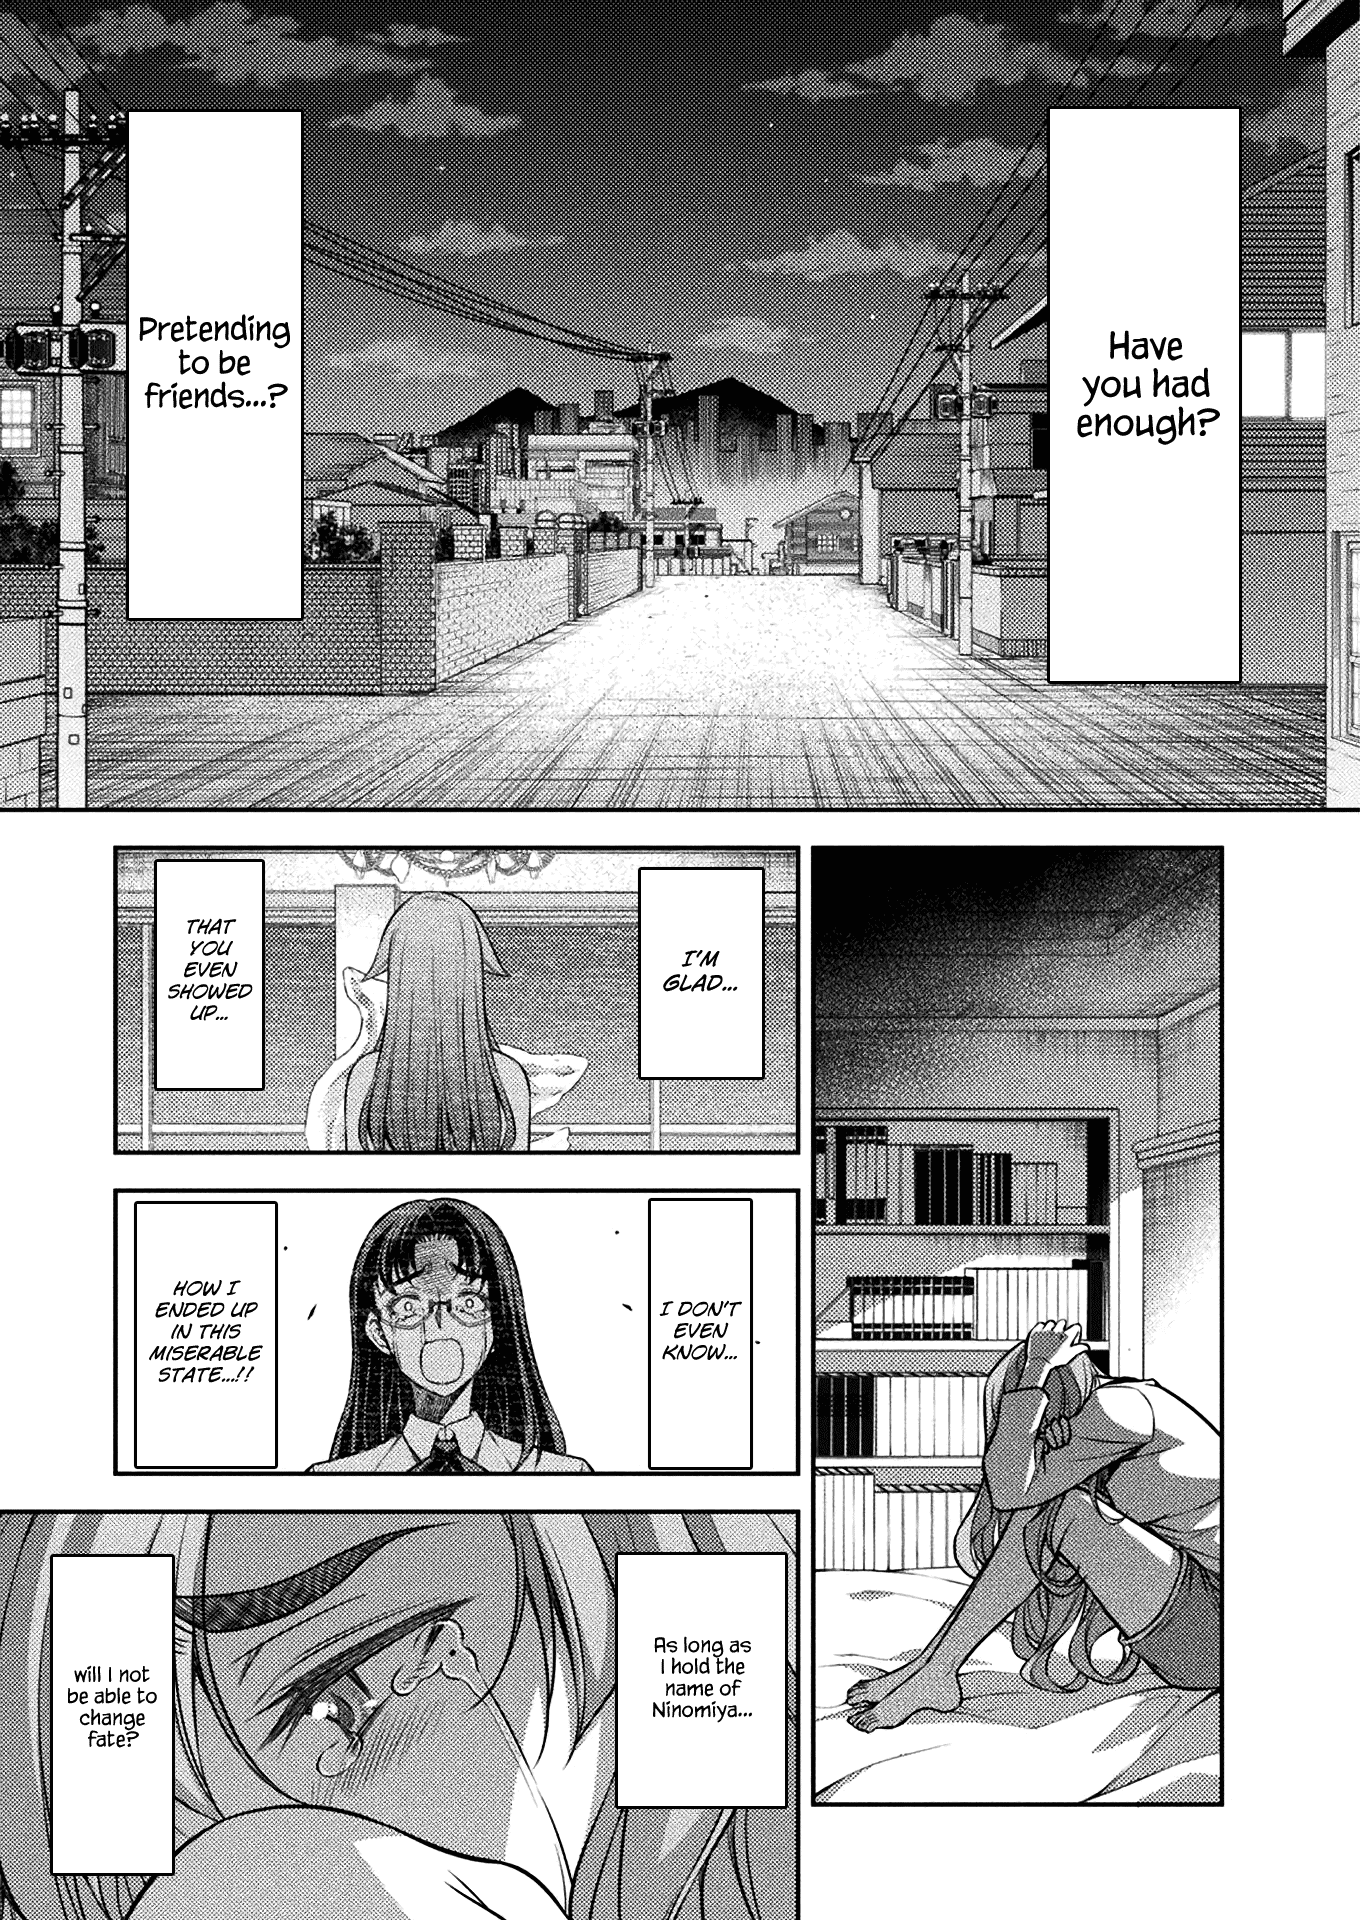 Have
you had
enough?
Pretending
to be
friends...?
I'M
GLAD...
THAT
YOU
EVEN
SHOWED
UP...
I DON'T
EVEN
KNOW...
HOW I
ENDED UP
IN THIS
MISERABLE
STATE...!!
As long as
I hold the
name of
Ninomiya...
will I not
be able to
change
fate?